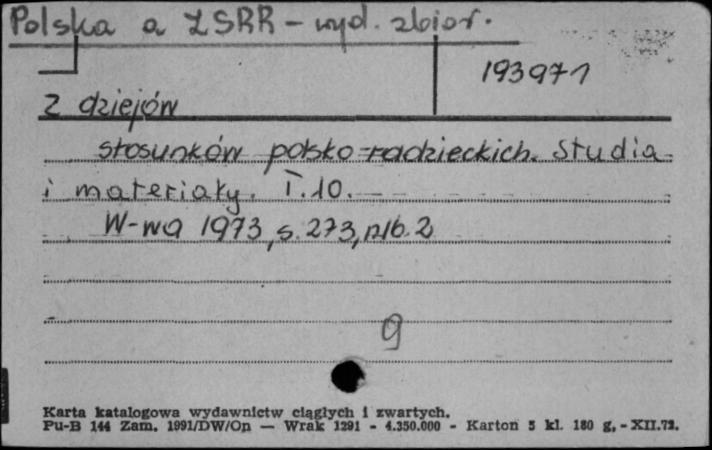 Polska a ZSRR - wyd. zbior.
193971
Z dziejów
stosunków polsko-radzieckich. Studia
i materiały. T.10.
W-wa 1973, s. 273, nlb. 2
9
Karta katalogowa wydawnictw ciągłych i zwartych.
Pu-B 144 Zam. 1991/DW/Op — Wrak 1291 - 4.350.000 - Karton 5 kl. 180 g. - XII.72.